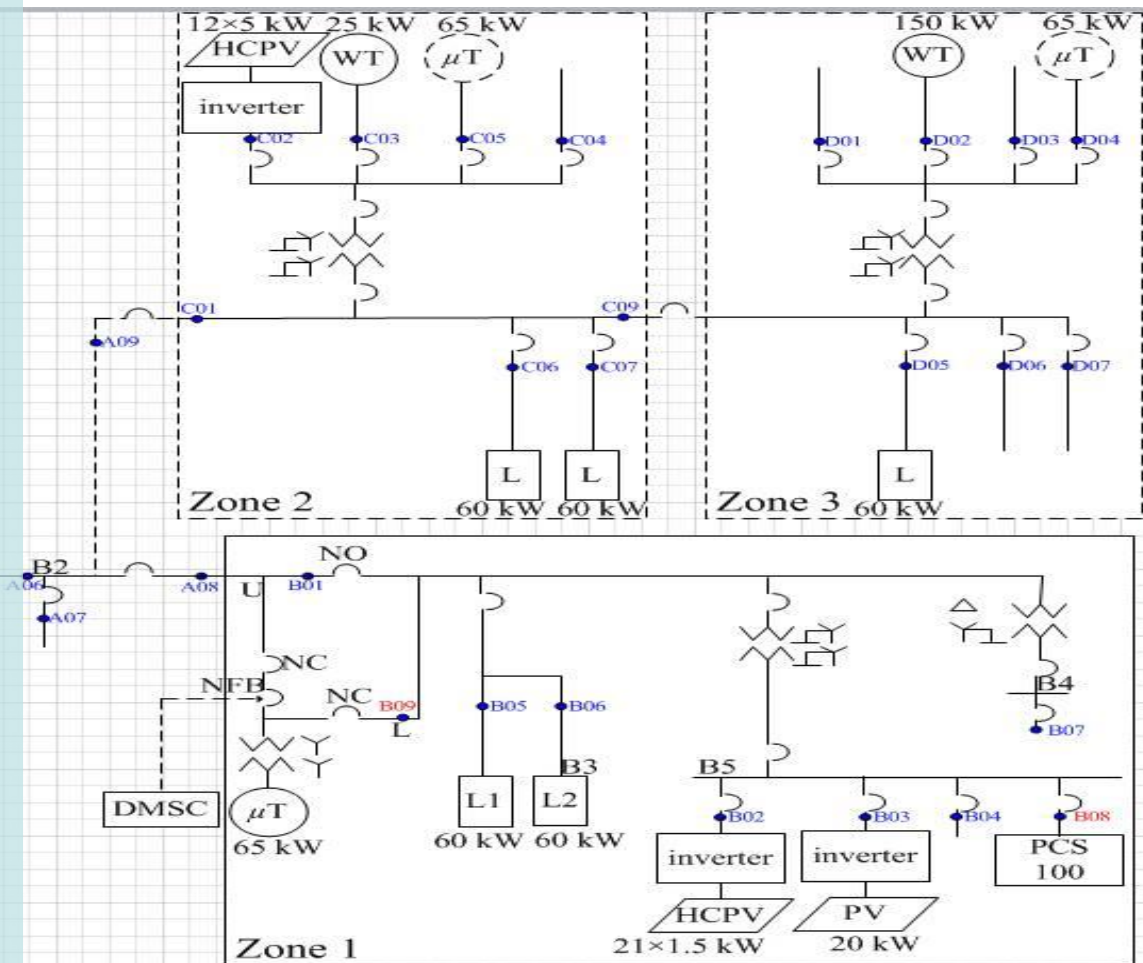 12×5 kW 25 kW 65 kW
HCPV WT μT
inverter
C02 C03 C05 C04
150 kW 65 kW
WT μT
D01 D02 D03 D04
C01 C09
A09
C06 C07
D05 D06 D07
L L
L
Zone 2 60 kW 60 kW
Zone 3 60 kW
B2 NO
A06 A08 U B01
A07
NC
NFB NC B09
L
B05 B06
B4
B07
B5
B3
DMSC μT L1 L2
65 kW 60 kW 60 kW
B02 B03 B04 B08
inverter inverter PCS
100
HCPV PV
21×1.5 kW 20 kW
Zone 1